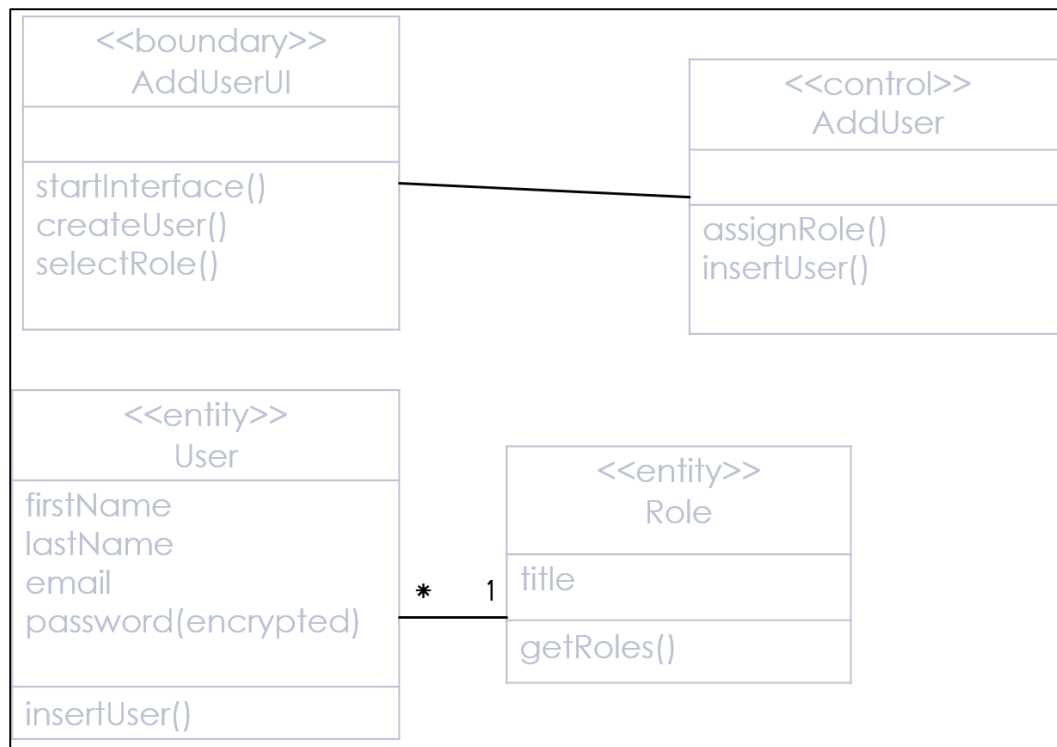 <<boundary>>
AddUserUI
startInterface()
createUser()
selectRole()
<<control>>
AddUser
assignRole()
insertUser()
<<entity>>
User
firstName
lastName
email
password(encrypted)
insertUser()
* 1
<<entity>>
Role
title
getRoles()